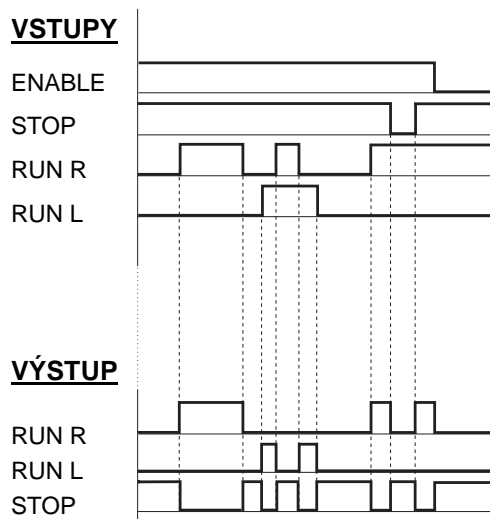 VSTUPY
ENABLE
STOP
RUN R
RUN L
VÝSTUP
RUN R
RUN L
STOP